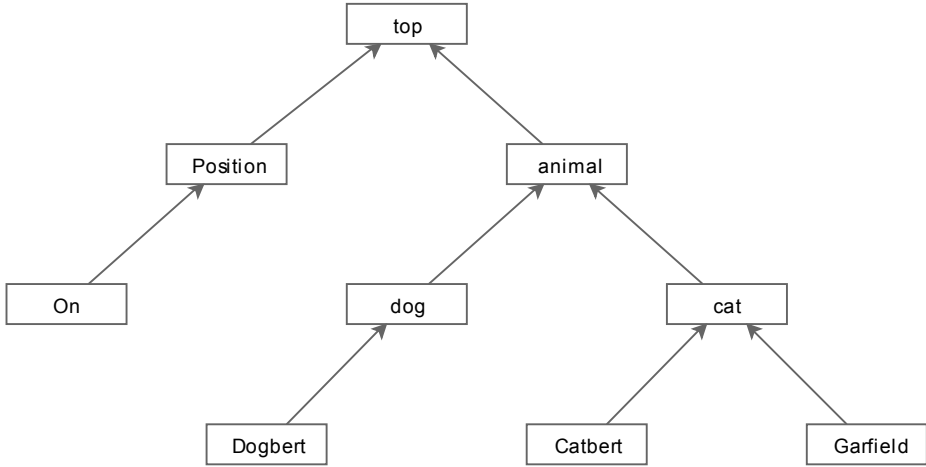 top
Position
animal
On
dog
cat
Dogbert
Catbert
Garfield